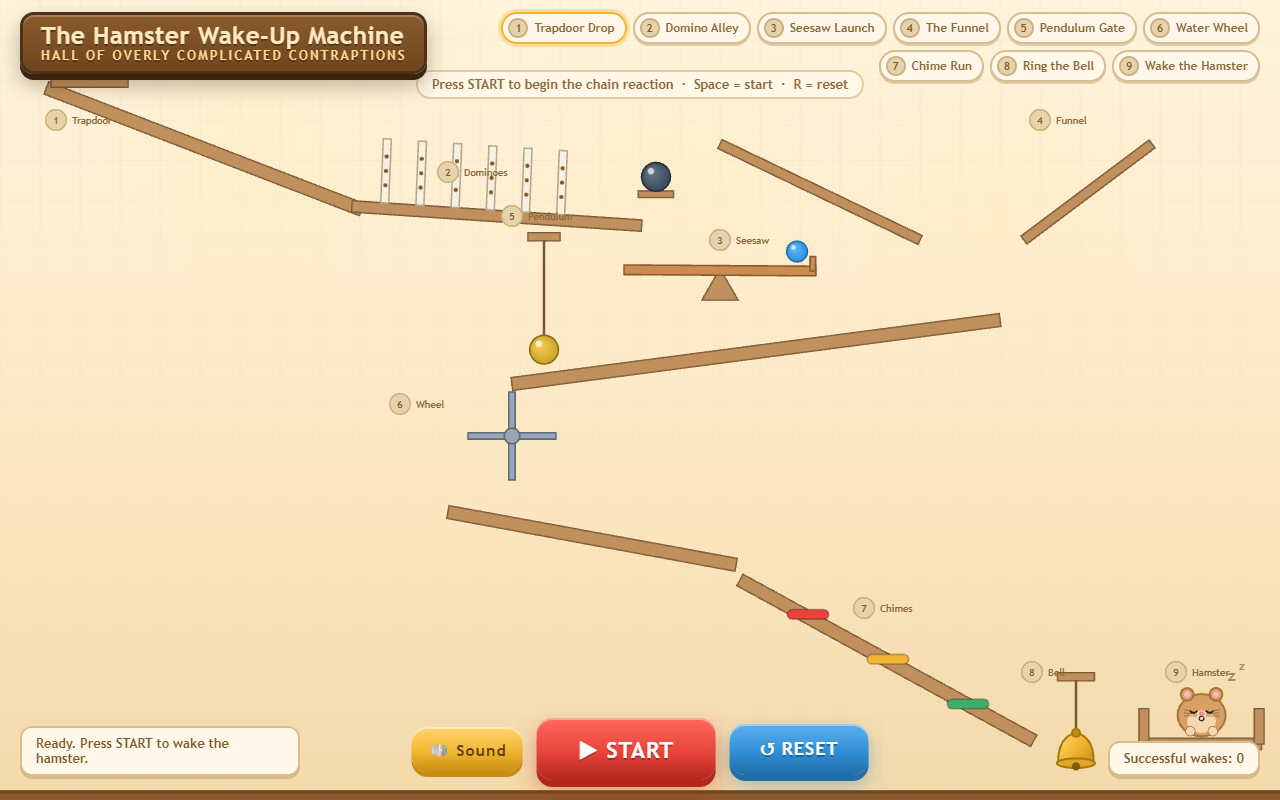 The Hamster Wake-Up Machine
HALL OF OVERLY COMPLICATED CONTRAPTIONS
1 Trapdoor Drop
2 Domino Alley
3 Seesaw Launch
4 The Funnel
5 Pendulum Gate
6 Water Wheel
7 Chime Run
8 Ring the Bell
9 Wake the Hamster
Press START to begin the chain reaction · Space = start · R = reset
1 Trapdoor
4 Funnel
2 Dominoes
5 Pendulum
3 Seesaw
6 Wheel
7 Chimes
8 Bell
9 Hamster
z
z
Ready. Press START to wake the
hamster.
🔊 Sound
▶ START
↺ RESET
Successful wakes: 0